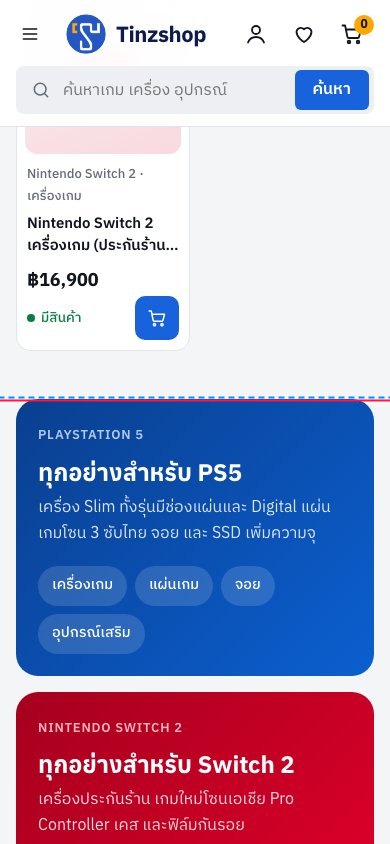 Tinzshop
0
ค้นหาเกม เครื่อง อุปกรณ์
ค้นหา
Nintendo Switch 2 ·
เครื่องเกม
Nintendo Switch 2
เครื่องเกม (ประกันร้าน...
฿16,900
มีสินค้า
PLAYSTATION 5
ทุกอย่างสำหรับ PS5
เครื่อง Slim ทั้งรุ่นมีช่องแผ่นและ Digital แผ่น
เกมโซน 3 ซับไทย จอย และ SSD เพิ่มความจุ
เครื่องเกม
แผ่นเกม
จอย
อุปกรณ์เสริม
NINTENDO SWITCH 2
ทุกอย่างสำหรับ Switch 2
เครื่องประกันร้าน เกมใหม่โซนเอเชีย Pro
Controller เคส และฟิล์มกันรอย